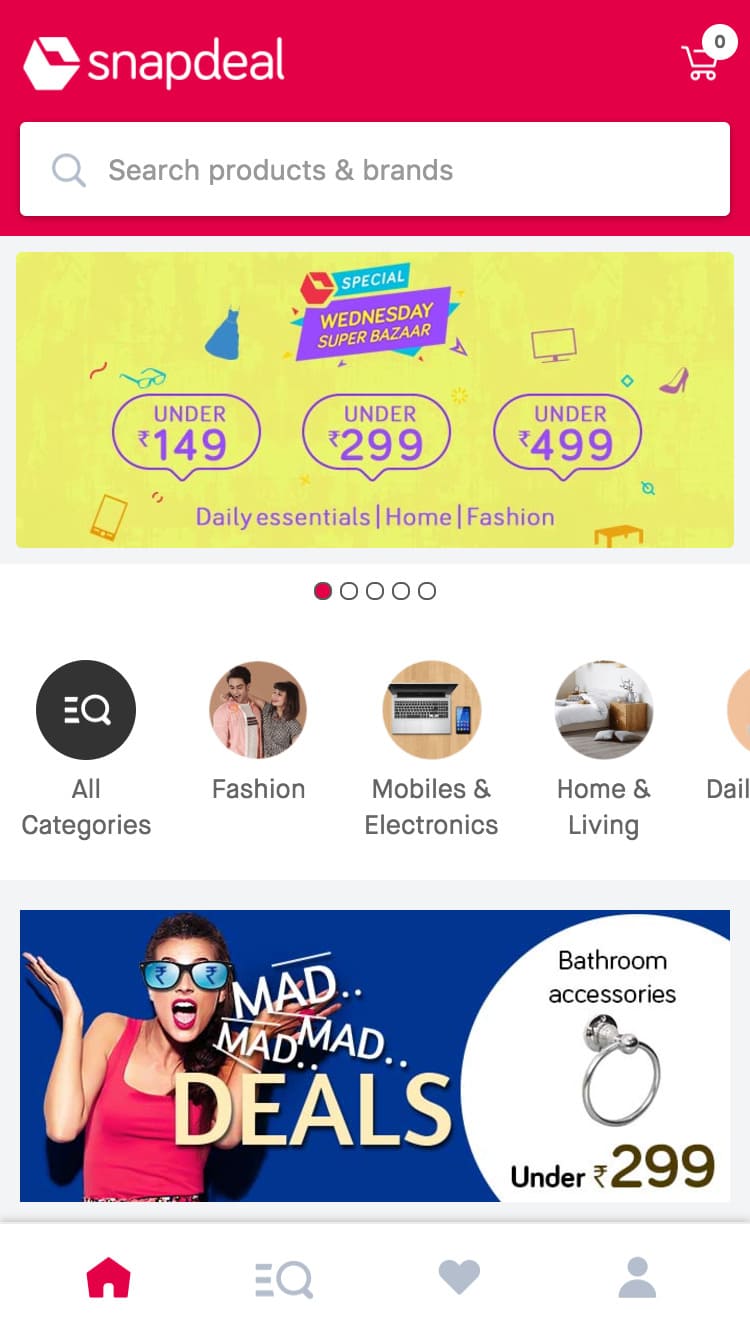 snapdeal
0
Search products & brands
SPECIAL
WEDNESDAY
SUPER BAZAAR
UNDER
₹149
UNDER
₹299
UNDER
₹499
Daily essentials|Home|Fashion
All
Categories
Fashion
Mobiles &
Electronics
Home &
Living
Dail
₹ ₹
MAD..
MAD..MAD..
DEALS
Bathroom
accessories
Under ₹299